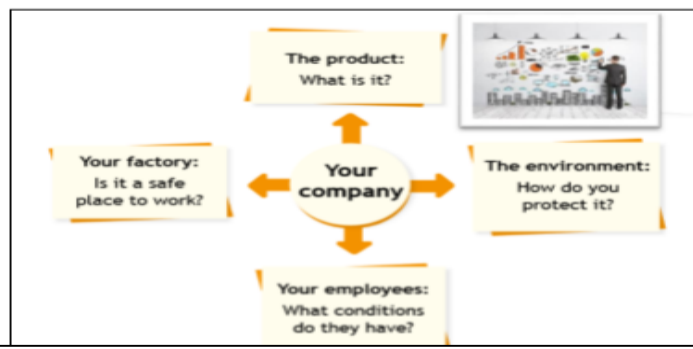 The product:
What is it?
Your factory:
Is it a safe
place to work?
Your
company
The environment:
How do you
protect it?
Your employees:
What conditions
do they have?